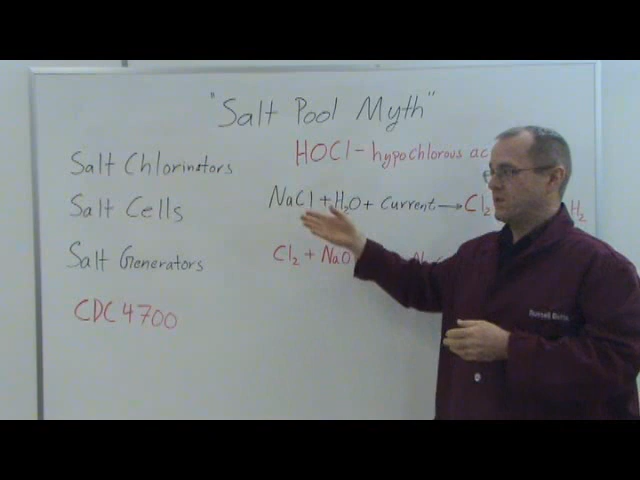 "Salt Pool Myth"
HOCl - hypochlorous ac
Salt Chlorinators
Salt Cells
NaCl + H₂O + Current → Cl₂ H₂
Salt Generators
Cl₂ + NaO
CDC 4700
Russell